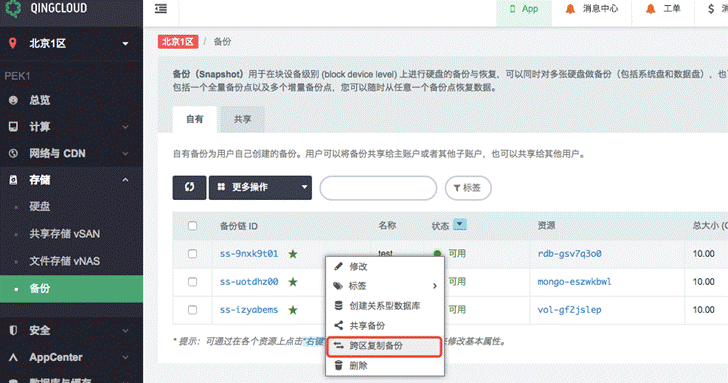 QINGCLOUD
App
消息中心
工单
北京1区
北京1区 / 备份
PEK1
总览
计算
网络与 CDN
存储
硬盘
共享存储 vSAN
文件存储 vNAS
备份
安全
AppCenter
数据库与缓存
备份（Snapshot）用于在块设备级别 (block device level) 上进行硬盘的备份与恢复，可以同时对多张硬盘做备份（包括系统盘和数据盘），也
包括一个全量备份点以及多个增量备份点，您可以随时从任意一个备份点恢复数据。
自有
共享
自有备份为用户自己创建的备份。用户可以将备份共享给主账户或者其他子账户，也可以共享给其他用户。
更多操作
标签
备份链 ID 名称 状态 资源 总大小 (
ss-9nxk9t01 test 可用 rdb-gsv7q3o0 10.00
ss-uotdhz00 可用 mongo-eszwkbwl 10.00
ss-izyabems 可用 vol-gf2jslep 10.00
修改
标签
创建关系型数据库
共享备份
跨区复制备份
删除
* 提示：可通过在各个资源上点击"右键 修改基本属性。